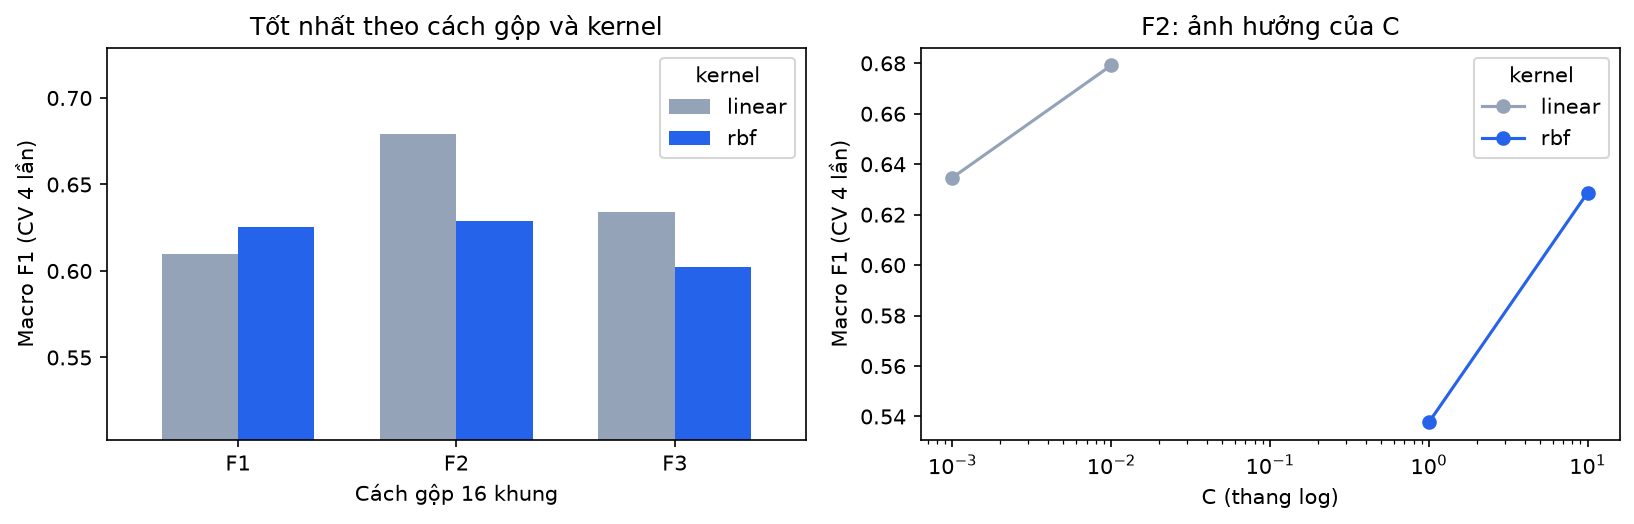 Tốt nhất theo cách gộp và kernel
Macro F1 (CV 4 lần)
0.70
0.65
0.60
0.55
kernel
linear
rbf
F1 F2 F3
Cách gộp 16 khung
F2: ảnh hưởng của C
Macro F1 (CV 4 lần)
0.68
0.66
0.64
0.62
0.60
0.58
0.56
0.54
kernel
linear
rbf
10⁻³ 10⁻² 10⁻¹ 10⁰ 10¹
C (thang log)